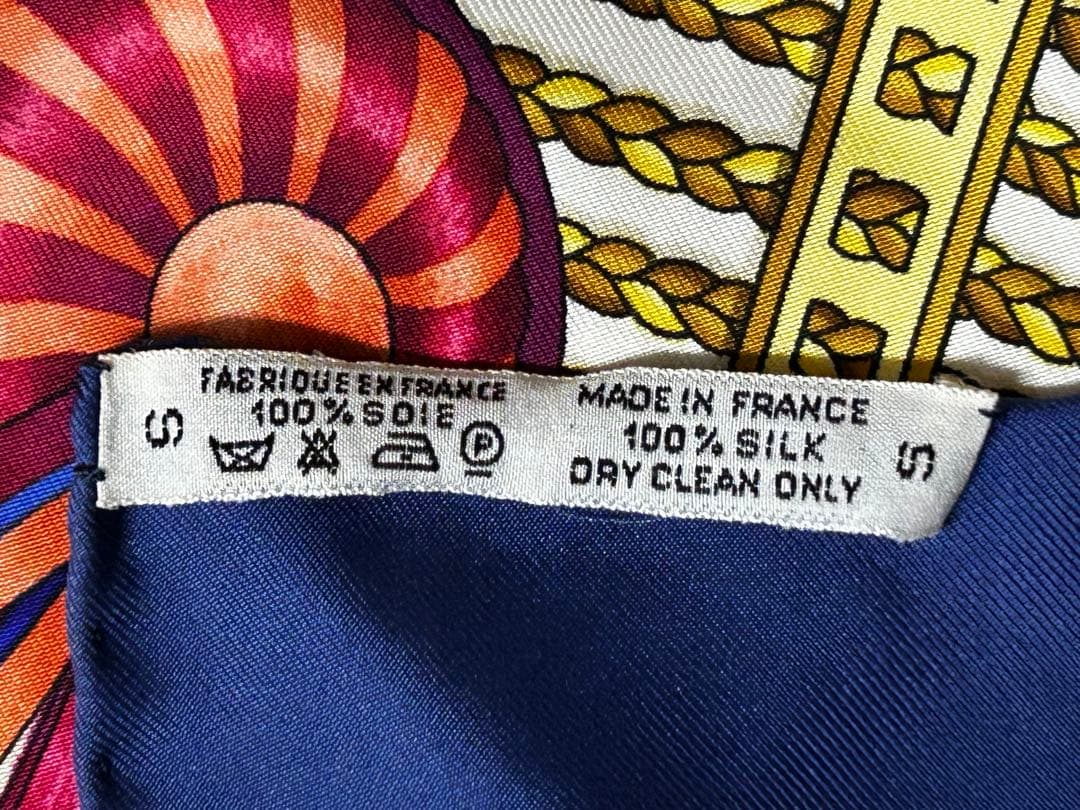 S
FABRIQUE EN FRANCE
100% SOIE
P
MADE IN FRANCE
100% SILK
DRY CLEAN ONLY
S